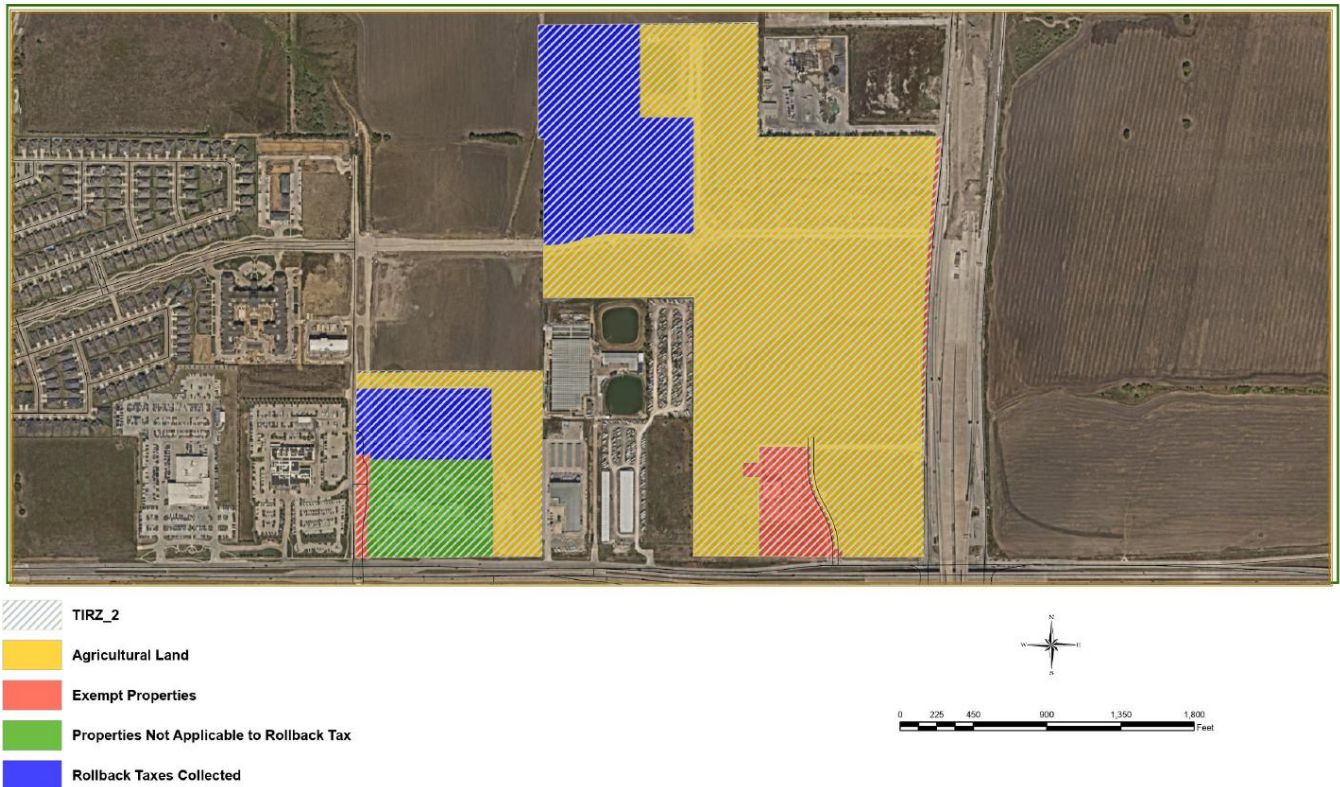 TIRZ_2
Agricultural Land
Exempt Properties
Properties Not Applicable to Rollback Tax
Rollback Taxes Collected
N
W E
S
0 225 450 900 1,350 1,800
Feet